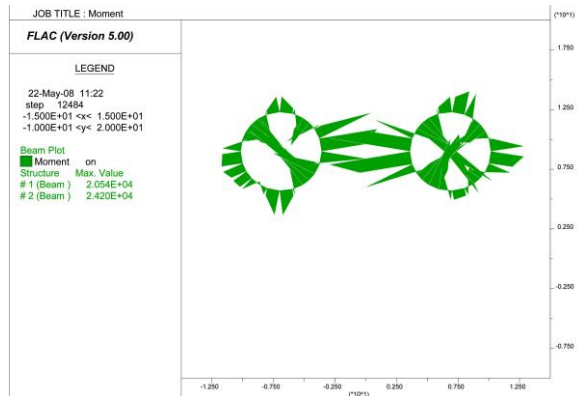 JOB TITLE : Moment
FLAC (Version 5.00)
LEGEND
22-May-08 11:22
step 12484
-1.500E+01 <x< 1.500E+01
-1.000E+01 <y< 2.000E+01
Beam Plot
Moment on
Structure Max. Value
# 1 (Beam ) 2.054E+04
# 2 (Beam ) 2.420E+04
(*10^1)
1.750
1.250
0.750
0.250
-0.250
-0.750
-1.250 -0.750 -0.250 0.250 0.750 1.250
(*10^1)